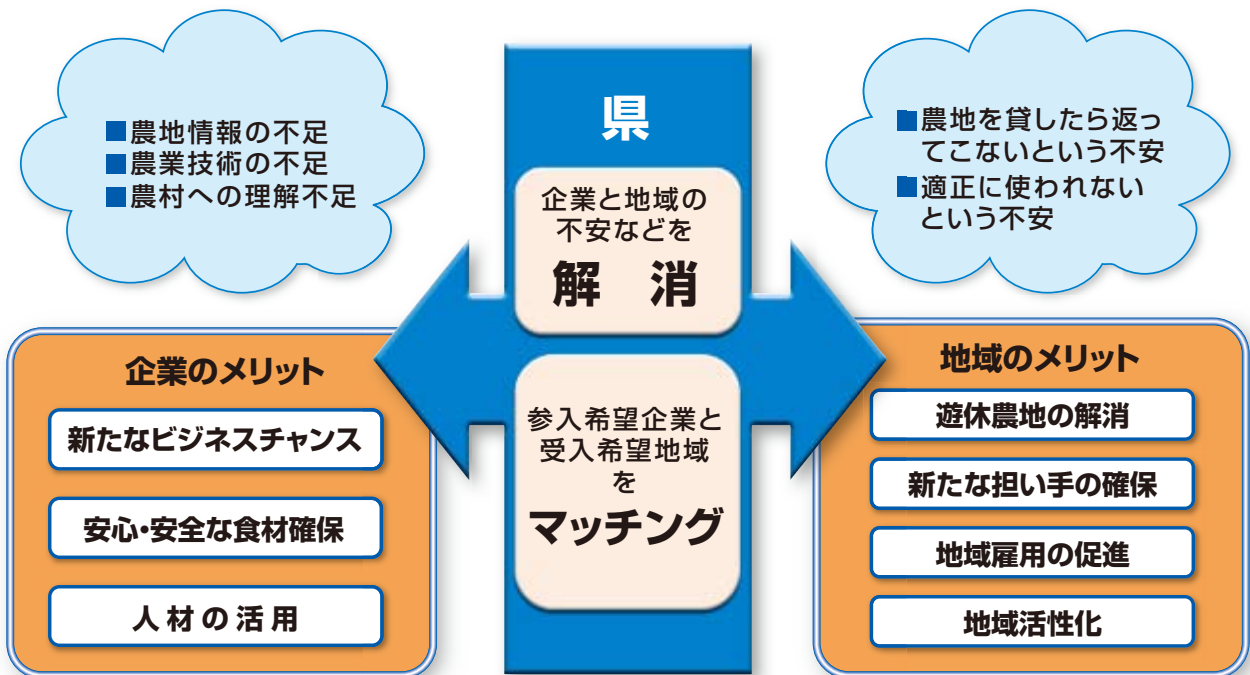 ■農地情報の不足
■農業技術の不足
■農村への理解不足
県
企業と地域の
不安などを
解 消
参入希望企業と
受入希望地域
を
マッチング
■農地を貸したら返っ
てこないという不安
■適正に使われない
という不安
企業のメリット
新たなビジネスチャンス
安心・安全な食材確保
人材の活用
地域のメリット
遊休農地の解消
新たな担い手の確保
地域雇用の促進
地域活性化